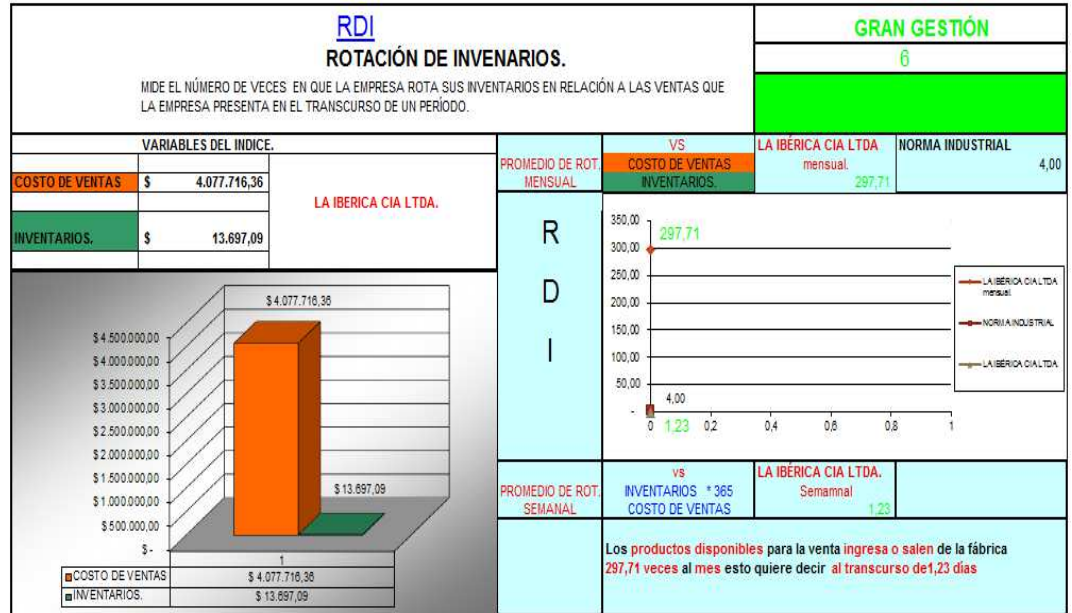 RDI
ROTACIÓN DE INVENARIOS.
MIDE EL NÚMERO DE VECES EN QUE LA EMPRESA ROTA SUS INVENTARIOS EN RELACIÓN A LAS VENTAS QUE
LA EMPRESA PRESENTA EN EL TRANSCURSO DE UN PERÍODO.
GRAN GESTIÓN
6
VARIABLES DEL INDICE.
COSTO DE VENTAS $ 4.077.716,36
INVENTARIOS. $ 13.697,09
LA IBERICA CIA LTDA.
PROMEDIO DE ROT.
MENSUAL
VS
COSTO DE VENTAS
INVENTARIOS.
LA IBÉRICA CIA LTDA
mensual.
297,71
NORMA INDUSTRIAL
4,00
R
D
I
350,00
300,00
250,00
200,00
150,00
100,00
50,00
-
297,71
4,00
1,23
0 0,2 0,4 0,6 0,8 1
LA IBÉRICA CIA LTDA
mensual.
NORMA INDUSTRIAL
LA IBÉRICA CIA LTDA.
$ 4.077.716,36
$ 13.697,09
$ 4.500.000,00
$ 4.000.000,00
$ 3.500.000,00
$ 3.000.000,00
$ 2.500.000,00
$ 2.000.000,00
$ 1.500.000,00
$ 1.000.000,00
$ 500.000,00
$ -
1
COSTO DE VENTAS $ 4.077.716,36
INVENTARIOS. $ 13.697,09
PROMEDIO DE ROT.
SEMANAL
vs
INVENTARIOS * 365
COSTO DE VENTAS
LA IBÉRICA CIA LTDA.
Semamnal
1,23
Los productos disponibles para la venta ingresa o salen de la fábrica
297,71 veces al mes esto quiere decir al transcurso de1,23 días